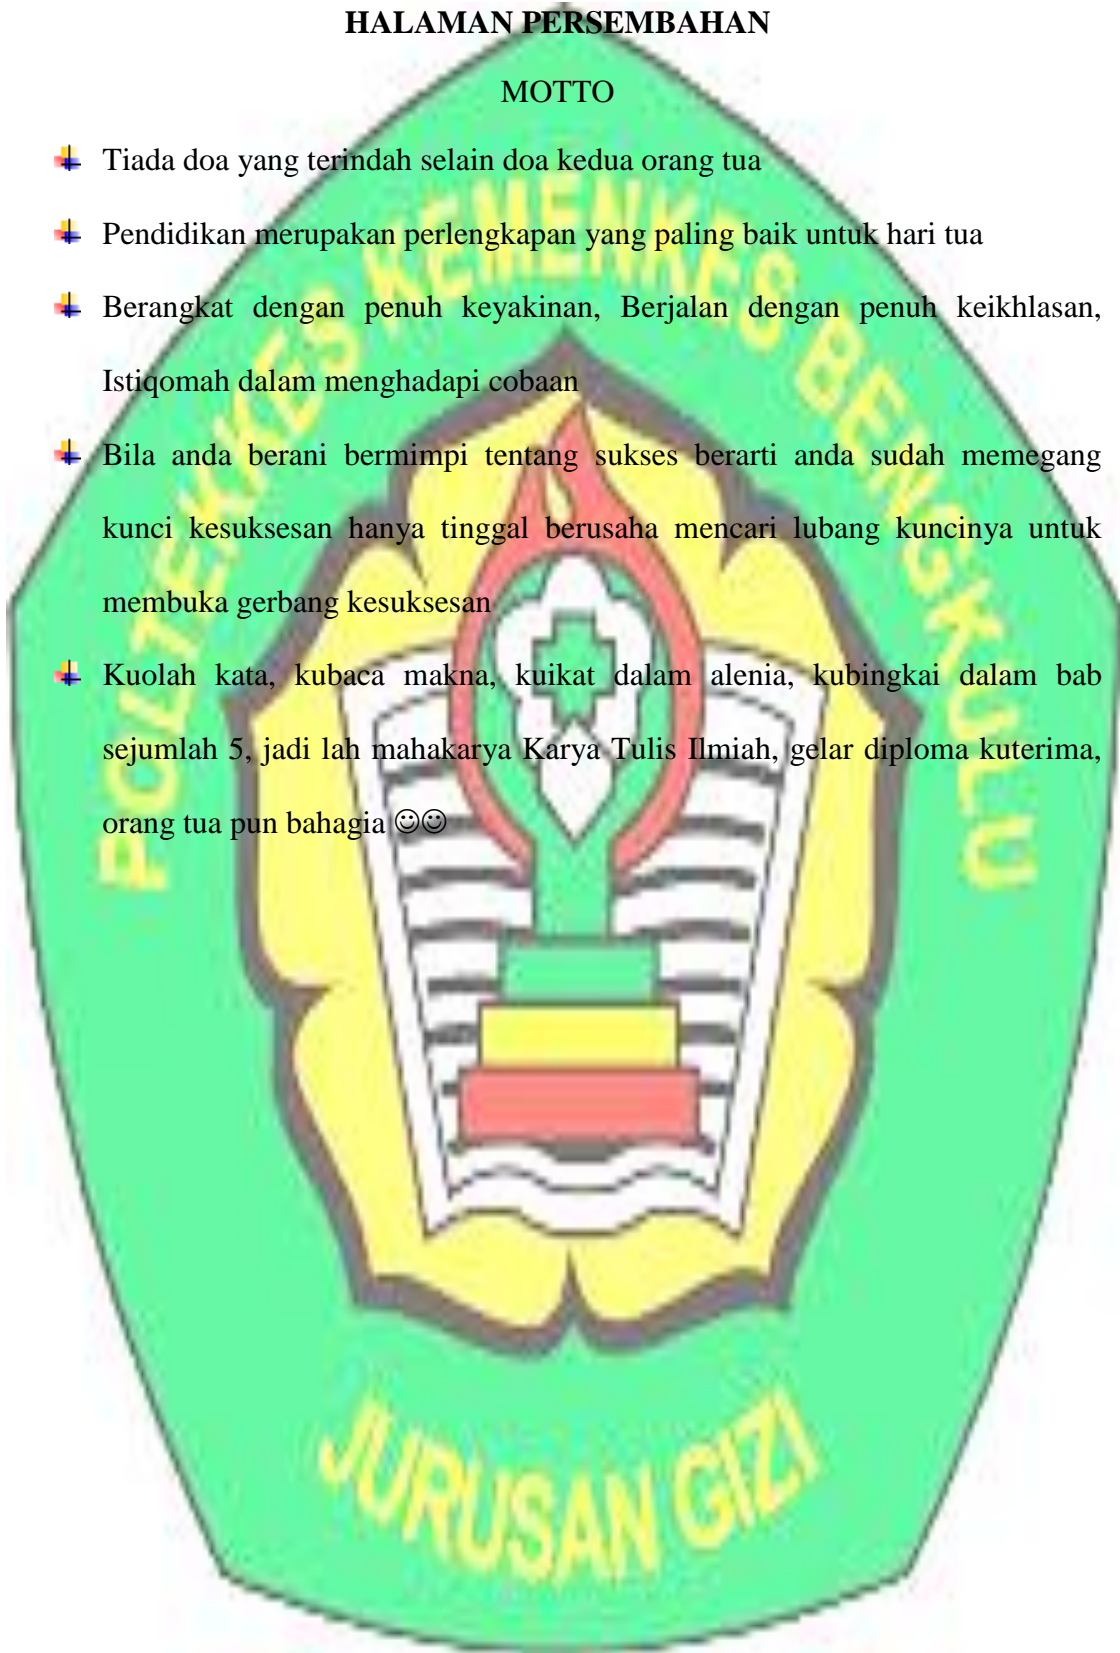 HALAMAN PERSEMBAHAN
MOTTO
Tiada doa yang terindah selain doa kedua orang tua
Pendidikan merupakan perlengkapan yang paling baik untuk hari tua
Berangkat dengan penuh keyakinan, Berjalan dengan penuh keikhlasan,
Istiqomah dalam menghadapi cobaan
Bila anda berani bermimpi tentang sukses berarti anda sudah memegang
kunci kesuksesan hanya tinggal berusaha mencari lubang kuncinya untuk
membuka gerbang kesuksesan
Kuolah kata, kubaca makna, kuikat dalam alenia, kubingkai dalam bab
sejumlah 5, jadi lah mahakarya Karya Tulis Ilmiah, gelar diploma kuterima,
orang tua pun bahagia ☺☺
POLTEKKES KEMENKES BENGKULU
JURUSAN GIZI